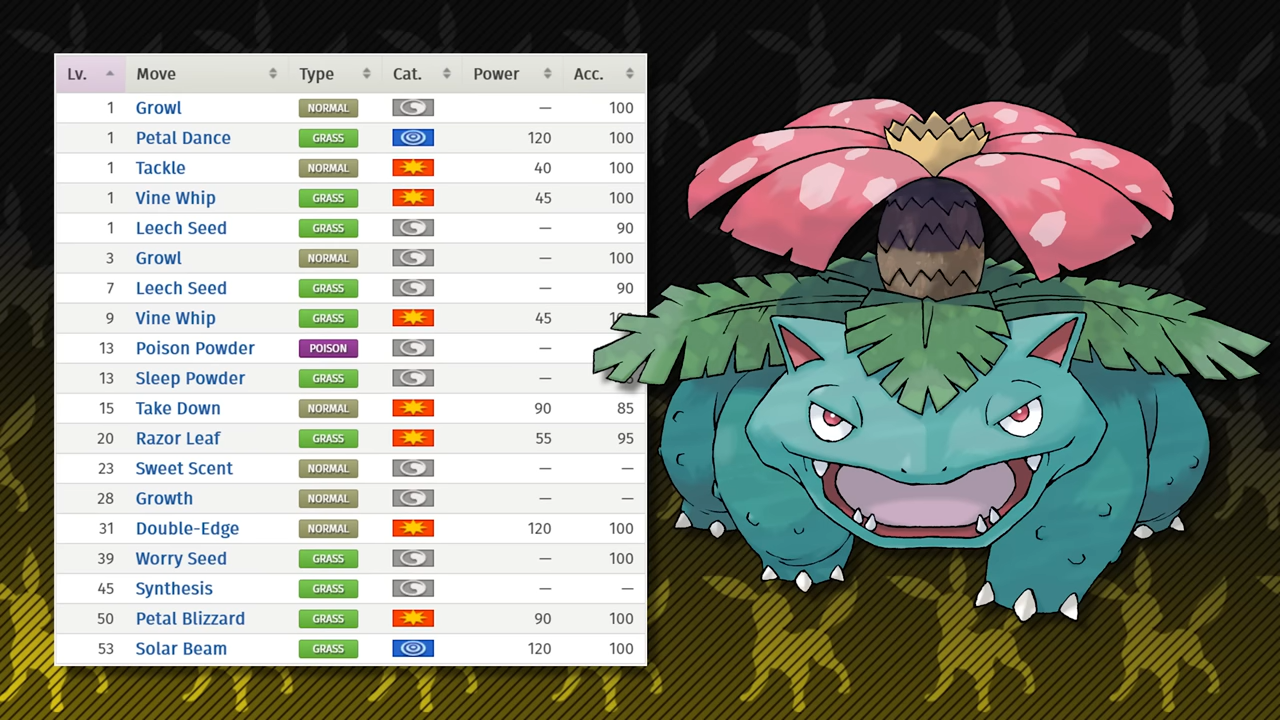 Lv. Move Type Cat. Power Acc.
1 Growl NORMAL — 100
1 Petal Dance GRASS 120 100
1 Tackle NORMAL 40 100
1 Vine Whip GRASS 45 100
1 Leech Seed GRASS — 90
3 Growl NORMAL — 100
7 Leech Seed GRASS — 90
9 Vine Whip GRASS 45
13 Poison Powder POISON —
13 Sleep Powder GRASS —
15 Take Down NORMAL 90 85
20 Razor Leaf GRASS 55 95
23 Sweet Scent NORMAL — —
28 Growth NORMAL — —
31 Double-Edge NORMAL 120 100
39 Worry Seed GRASS — 100
45 Synthesis GRASS — —
50 Petal Blizzard GRASS 90 100
53 Solar Beam GRASS 120 100